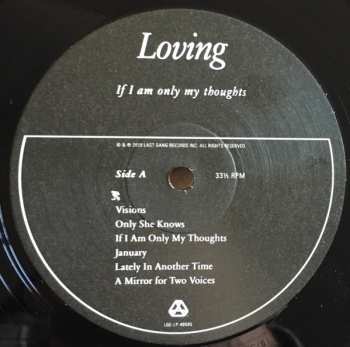 Loving
If I am only my thoughts
© & ℗ 2019 LAST GANG RECORDS INC. ALL RIGHTS RESERVED
Side A 33⅓ RPM
Visions
Only She Knows
If I Am Only My Thoughts
January
Lately In Another Time
A Mirror for Two Voices